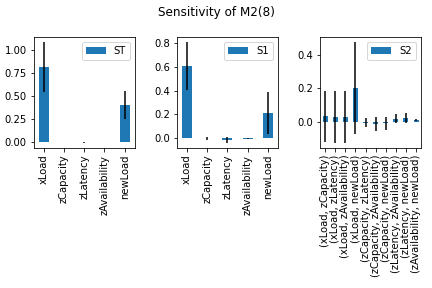 Sensitivity of M2(8)
1.00
0.75
0.50
0.25
0.00
ST
xLoad
zCapacity
zLatency
zAvailability
newLoad
0.8
0.6
0.4
0.2
0.0
S1
xLoad
zCapacity
zLatency
zAvailability
newLoad
0.4
0.2
0.0
S2
(xLoad, zCapacity)
(xLoad, zLatency)
(xLoad, zAvailability)
(xLoad, newLoad)
(zCapacity, zLatency)
(zCapacity, zAvailability)
(zCapacity, newLoad)
(zLatency, zAvailability)
(zLatency, newLoad)
(zAvailability, newLoad)